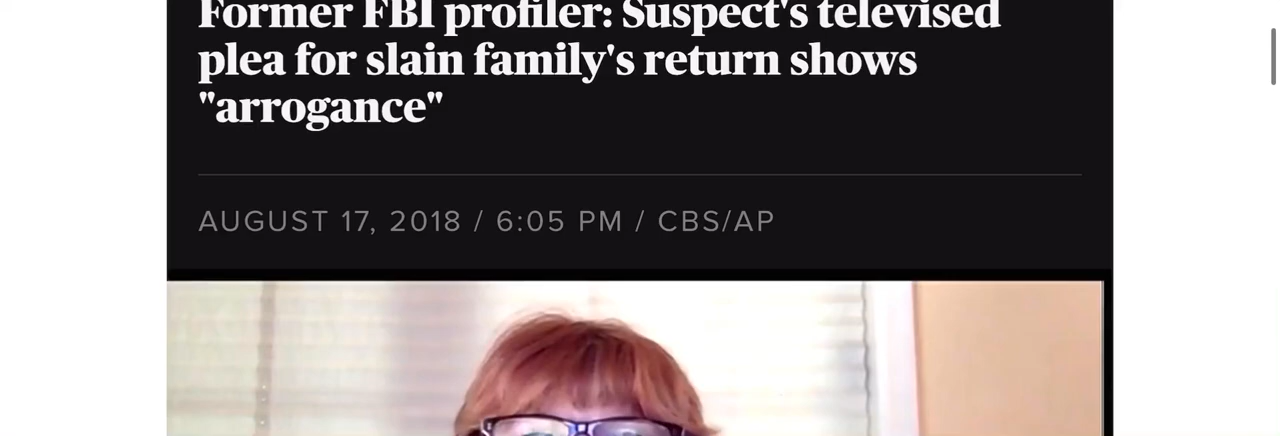 Former FBI profiler: Suspect's televised
plea for slain family's return shows
"arrogance"
AUGUST 17, 2018 / 6:05 PM / CBS/AP